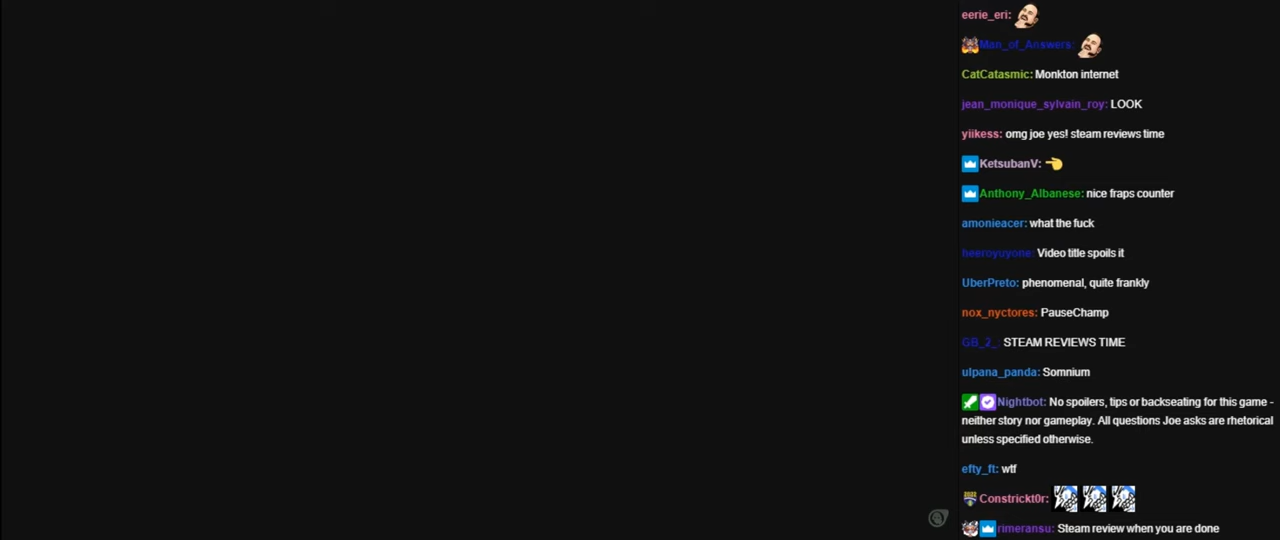 eerie_eri:
Man_of_Answers:
CatCatasmic: Monkton internet
jean_monique_sylvain_roy: LOOK
yiikess: omg joe yes! steam reviews time
KetsubanV:
Anthony_Albanese: nice fraps counter
amonieacer: what the fuck
heeroyuyone: Video title spoils it
UberPreto: phenomenal, quite frankly
nox_nyctores: PauseChamp
GB_2_: STEAM REVIEWS TIME
ulpana_panda: Somnium
Nightbot: No spoilers, tips or backseating for this game -
neither story nor gameplay. All questions Joe asks are rhetorical
unless specified otherwise.
efty_ft: wtf
Constrickt0r:
rimeransu: Steam review when you are done